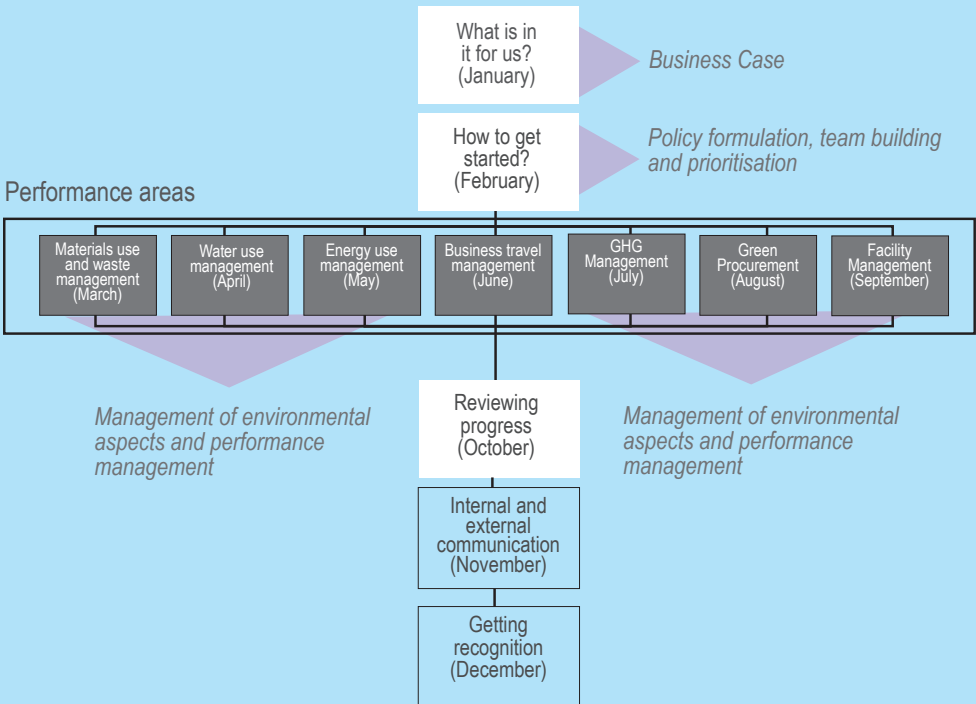 What is in
it for us?
(January)
Business Case
How to get
started?
(February)
Policy formulation, team building
and prioritisation
Performance areas
Materials use
and waste
management
(March)
Water use
management
(April)
Energy use
management
(May)
Business travel
management
(June)
GHG
Management
(July)
Green
Procurement
(August)
Facility
Management
(September)
Management of environmental
aspects and performance
management
Reviewing
progress
(October)
Management of environmental
aspects and performance
management
Internal and
external
communication
(November)
Getting
recognition
(December)